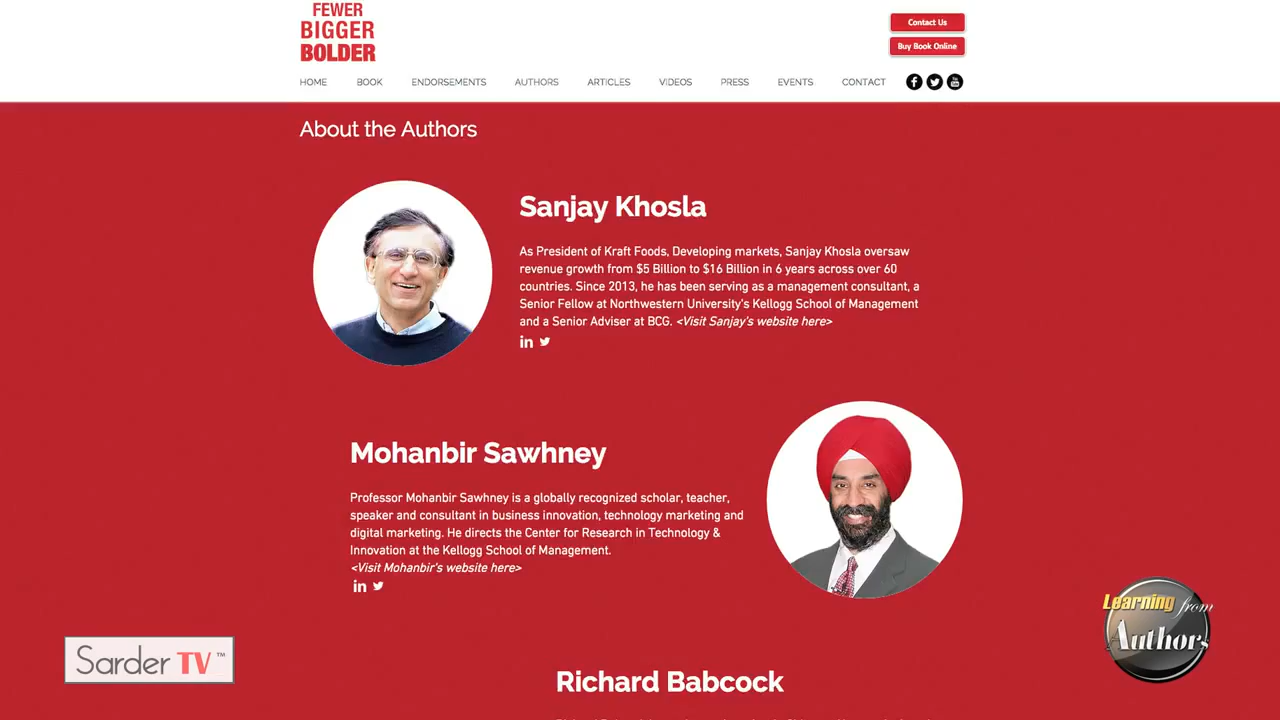 FEWER
BIGGER
BOLDER
Contact Us
Buy Book Online
HOME BOOK ENDORSEMENTS AUTHORS ARTICLES VIDEOS PRESS EVENTS CONTACT
About the Authors
Sanjay Khosla
As President of Kraft Foods, Developing markets, Sanjay Khosla oversaw
revenue growth from $5 Billion to $16 Billion in 6 years across over 60
countries. Since 2013, he has been serving as a management consultant, a
Senior Fellow at Northwestern University's Kellogg School of Management
and a Senior Adviser at BCG. <Visit Sanjay's website here>
in
Mohanbir Sawhney
Professor Mohanbir Sawhney is a globally recognized scholar, teacher,
speaker and consultant in business innovation, technology marketing and
digital marketing. He directs the Center for Research in Technology &
Innovation at the Kellogg School of Management.
<Visit Mohanbir's website here>
in
Learning from
Authors
Sarder TV™
Richard Babcock